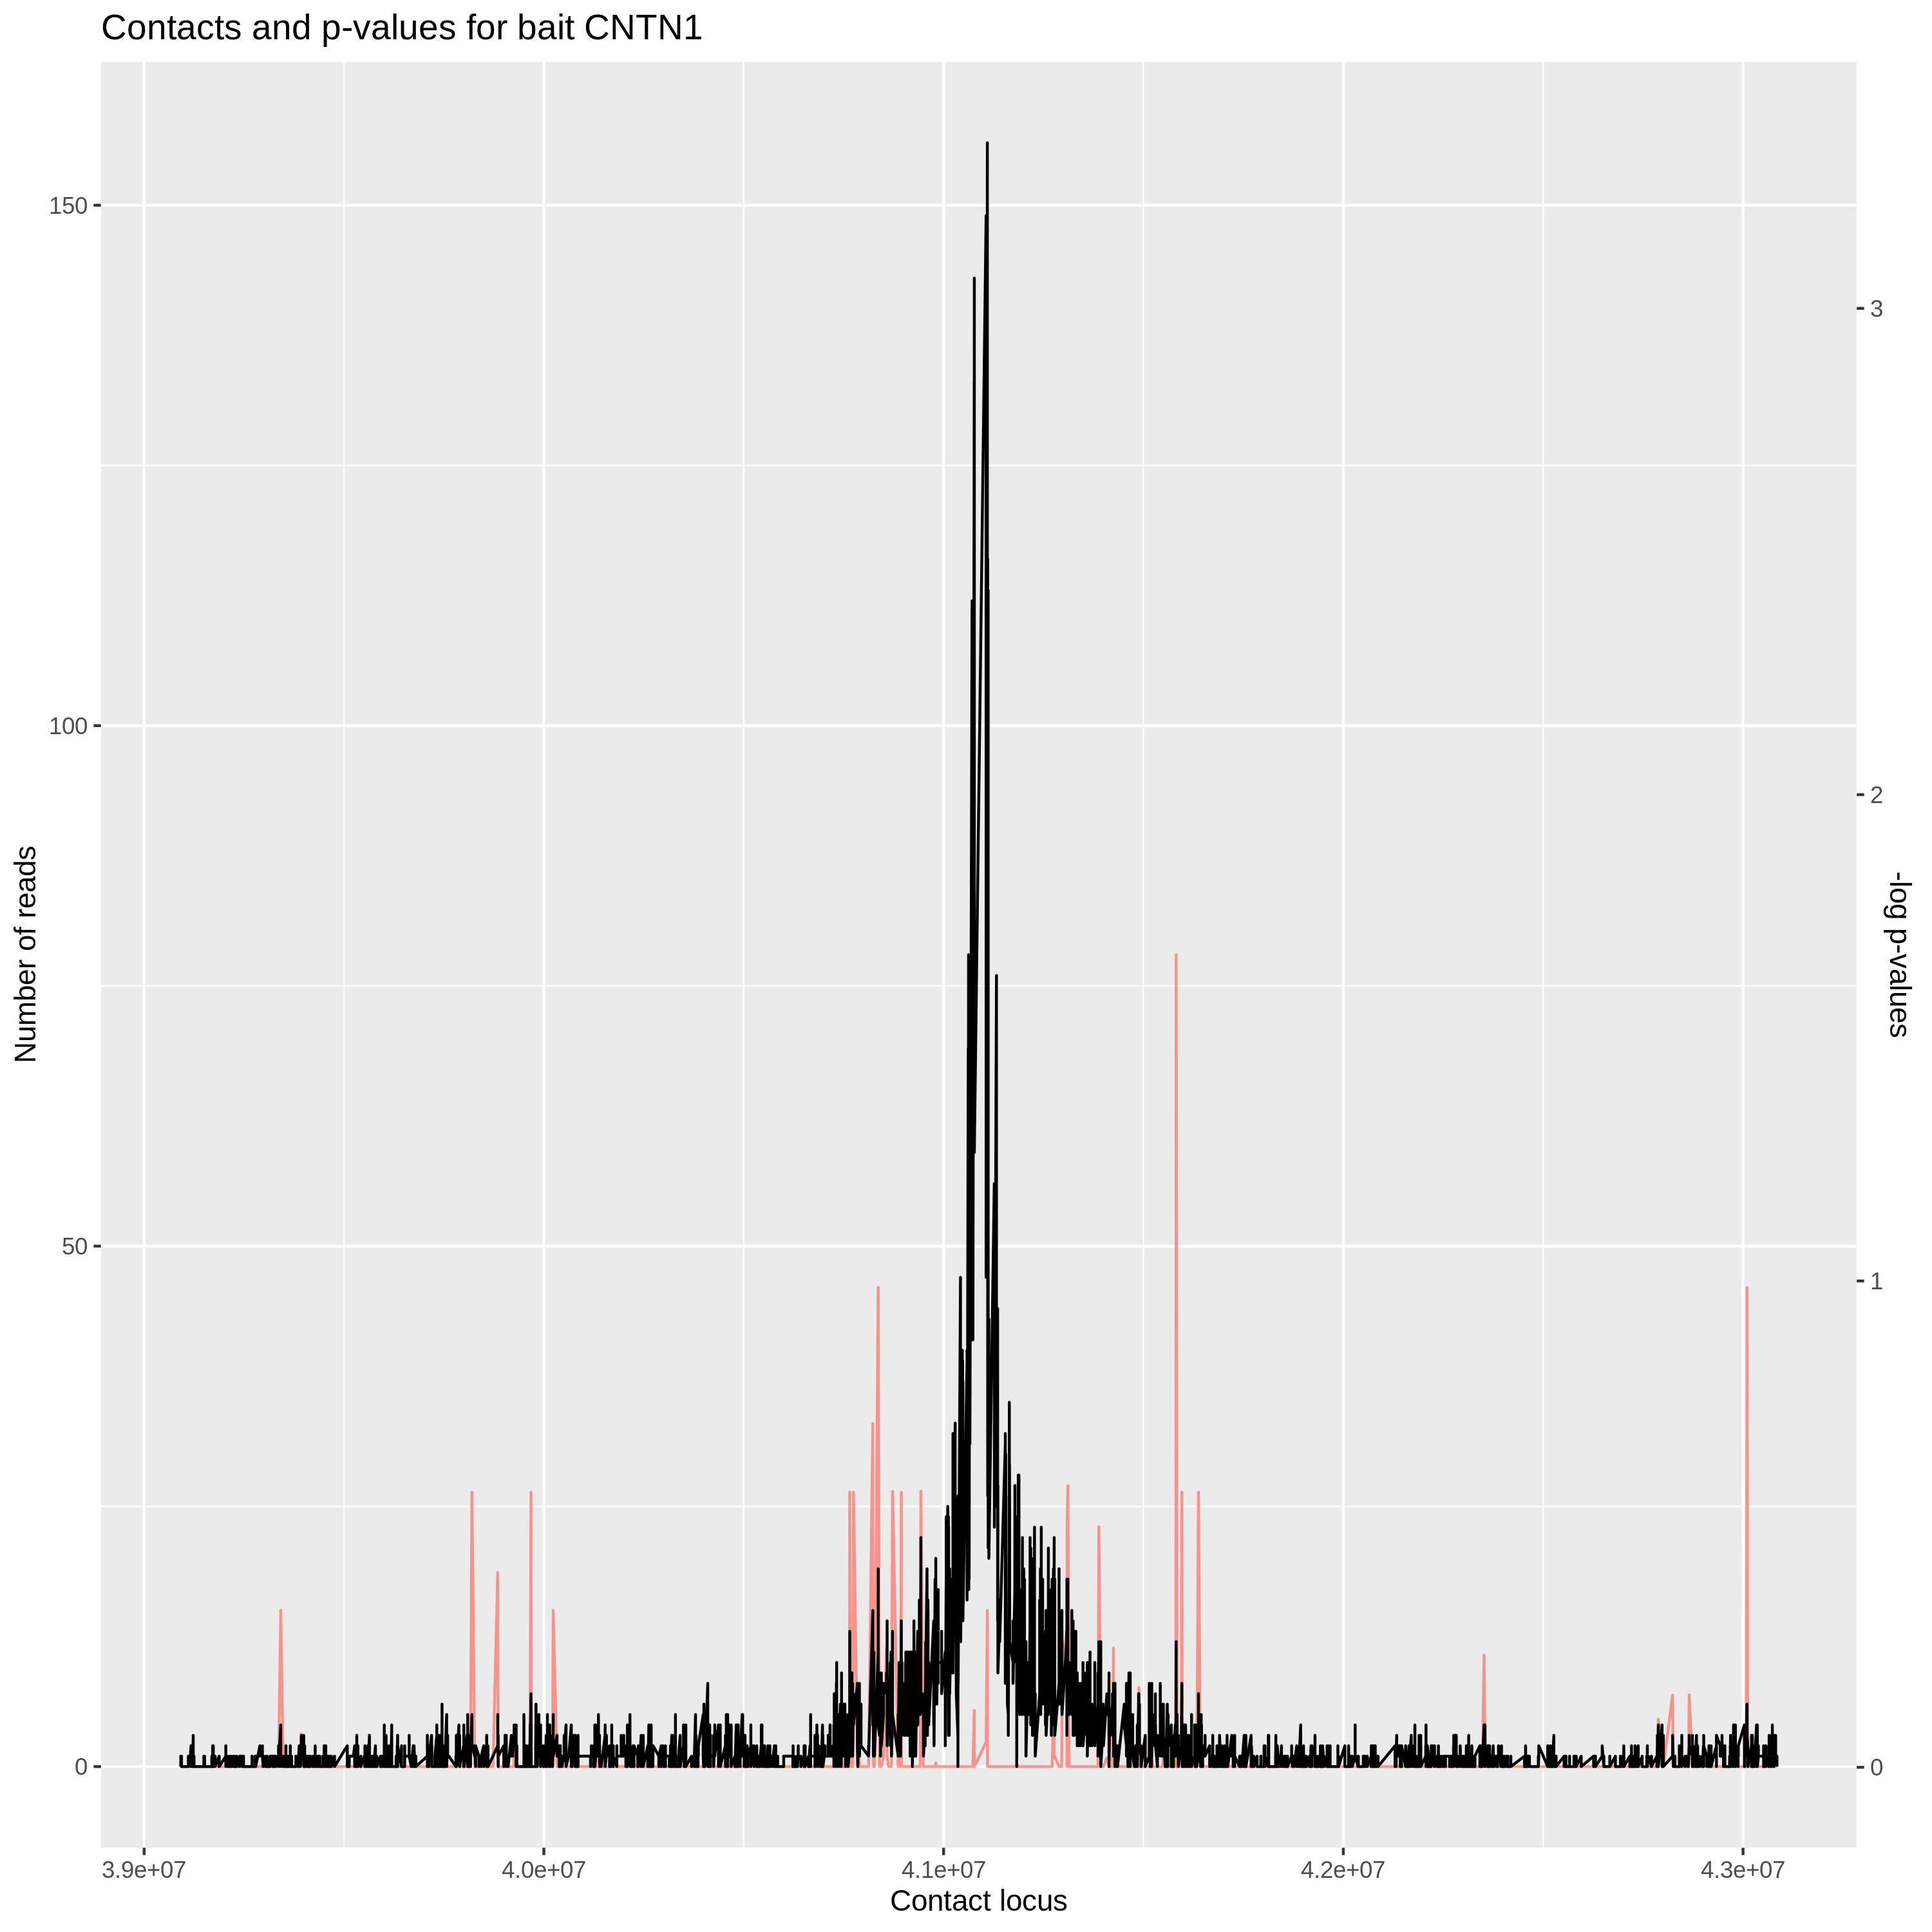 Contacts and p-values for bait CNTN1
150
100
50
0
Number of reads
3
2
1
0
-log p-values
3.9e+07
4.0e+07
4.1e+07
4.2e+07
4.3e+07
Contact locus